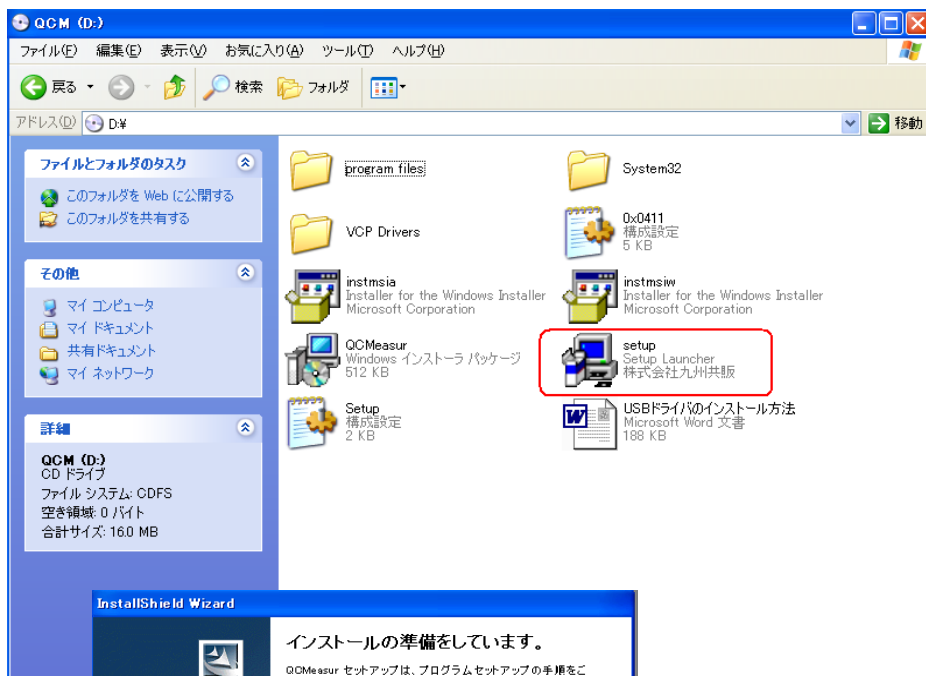 QCM (D:)
ファイル(F) 編集(E) 表示(V) お気に入り(A) ツール(T) ヘルプ(H)
戻る 検索 フォルダ
アドレス(D) D:¥ 移動
ファイルとフォルダのタスク
このフォルダを Web に公開する
このフォルダを共有する
その他
マイ コンピュータ
マイ ドキュメント
共有ドキュメント
マイ ネットワーク
詳細
QCM (D:)
CD ドライブ
ファイル システム: CDFS
空き領域: 0 バイト
合計サイズ: 16.0 MB
program files
System32
VCP Drivers
0x0411
構成設定
5 KB
instmsia
Installer for the Windows Installer
Microsoft Corporation
instmsiw
Installer for the Windows Installer
Microsoft Corporation
QCMeasur
Windows インストーラ パッケージ
512 KB
setup
Setup Launcher
株式会社九州共販
Setup
構成設定
2 KB
USBドライバのインストール方法
Microsoft Word 文書
188 KB
InstallShield Wizard
インストールの準備をしています。
QCMeasur セットアップは、プログラムセットアップの手順をご